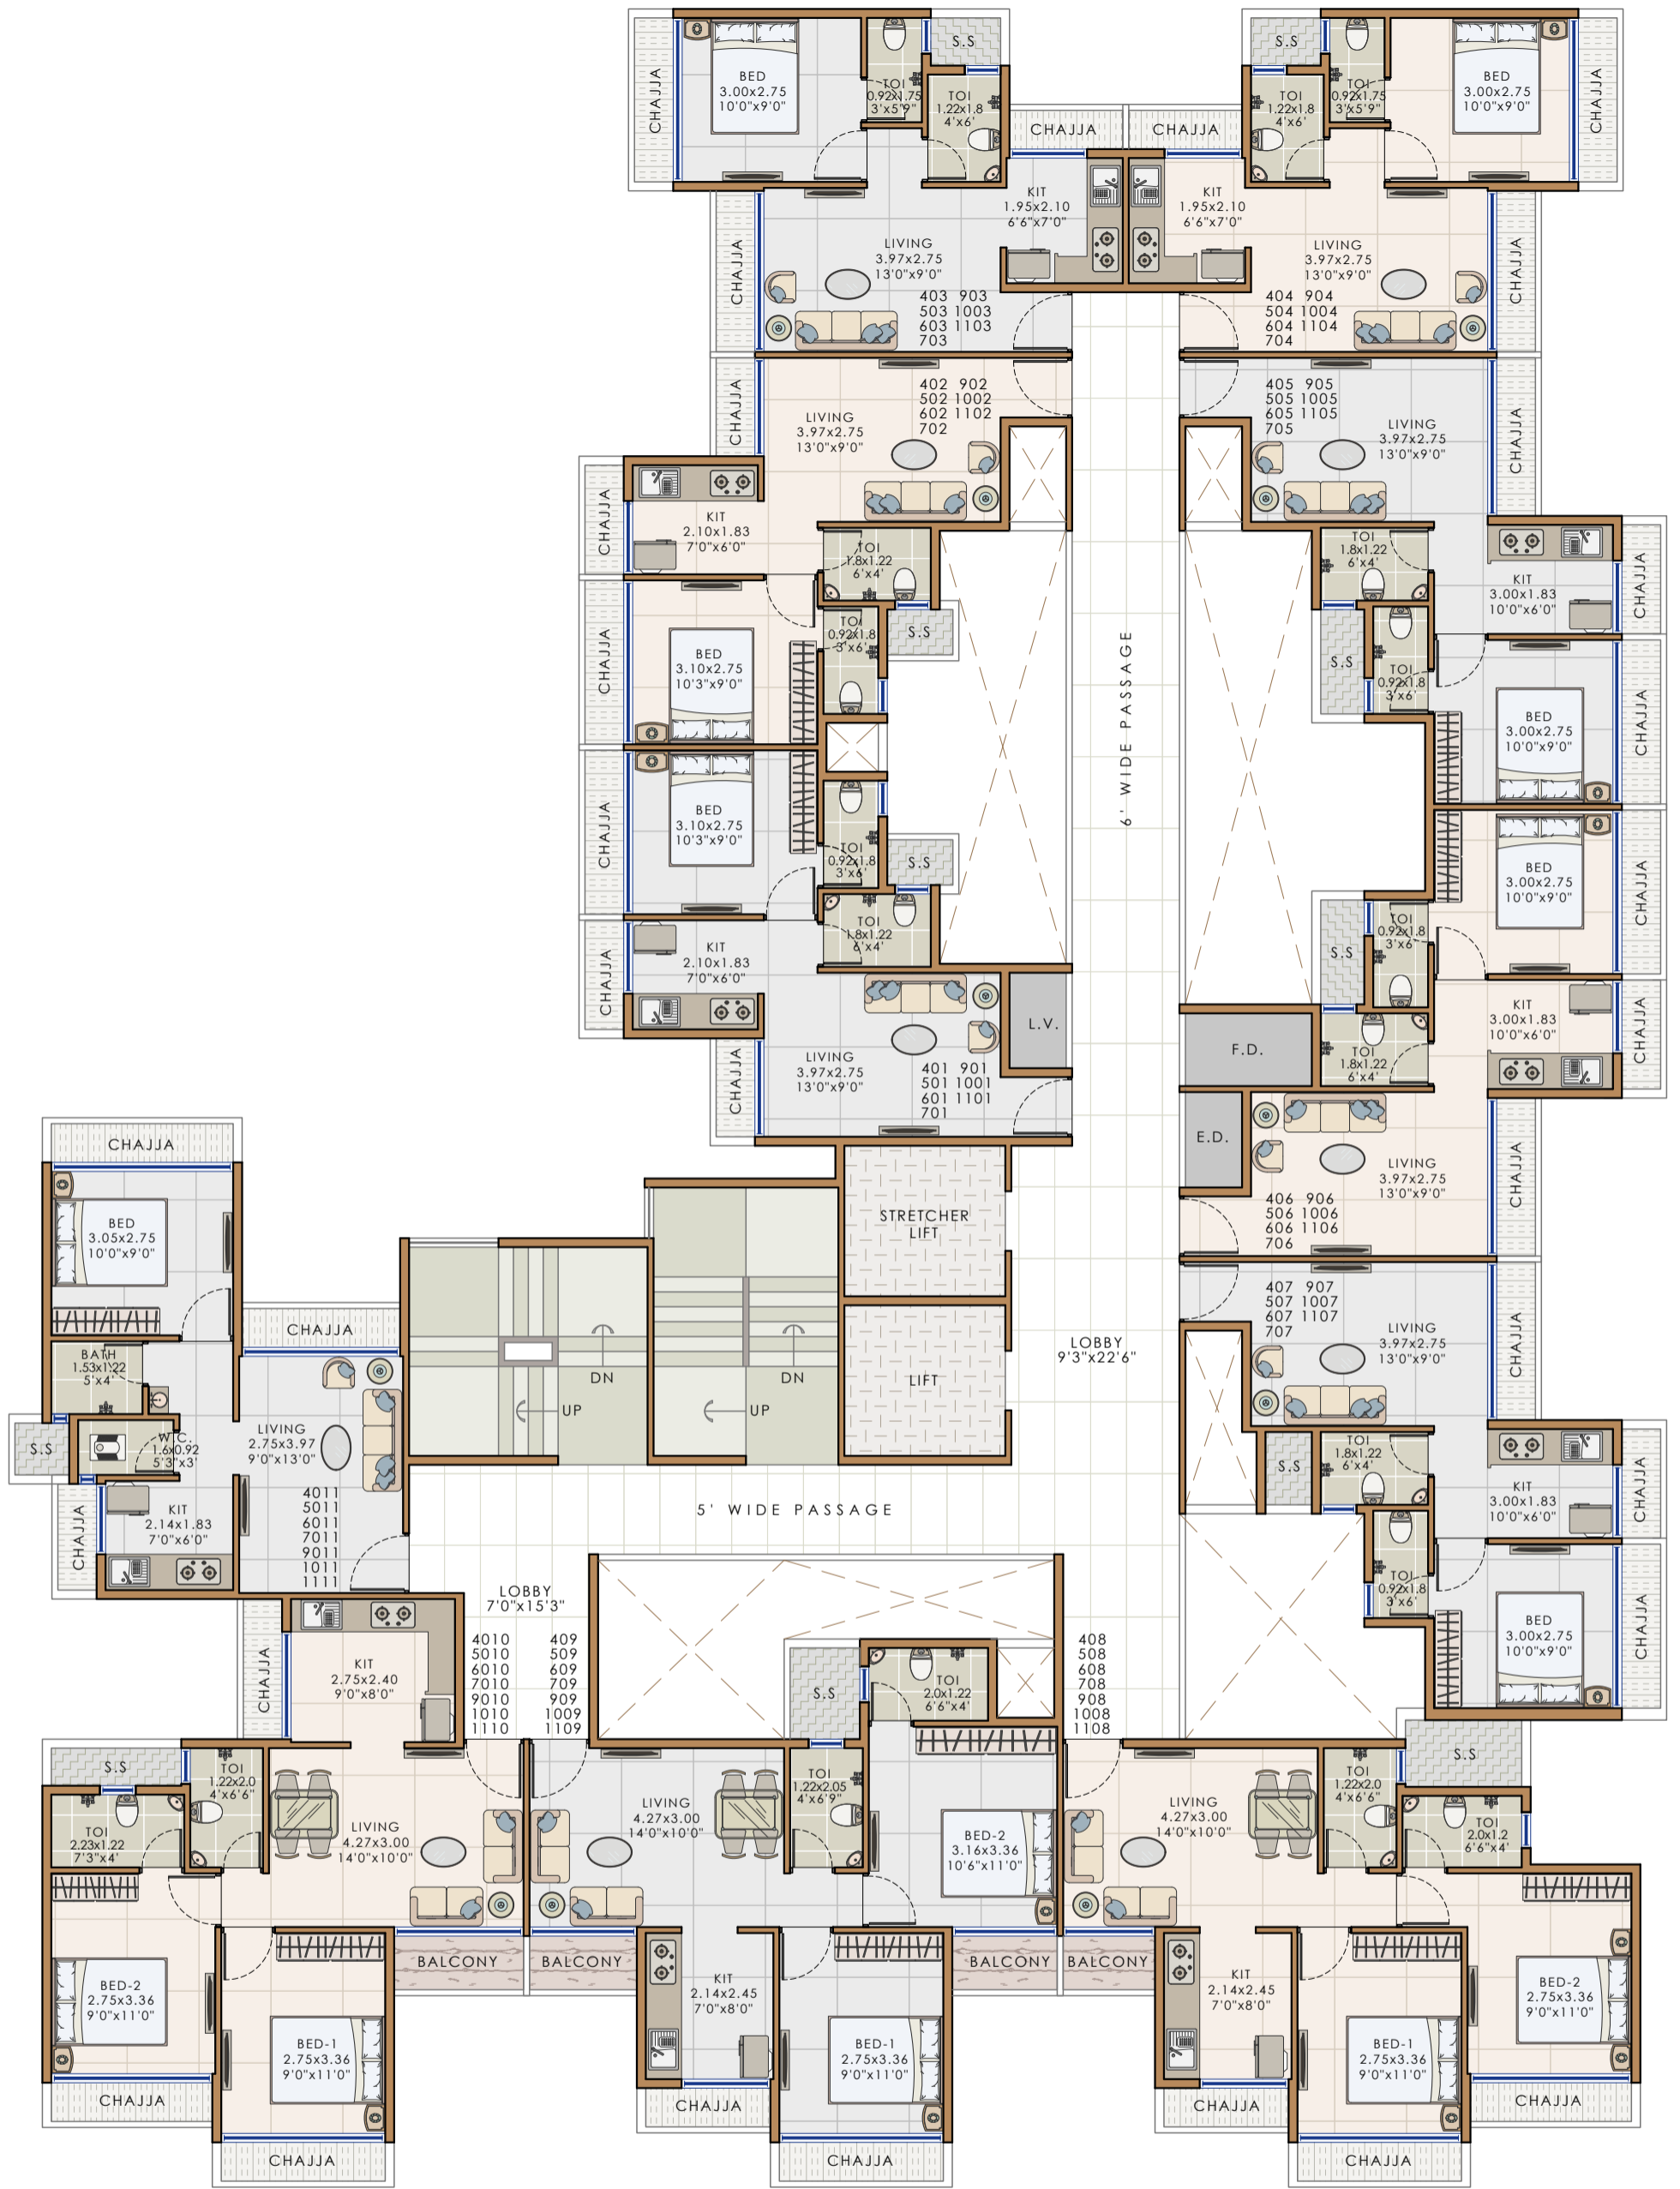 CHAJJA
BED
3.00x2.75
10'0"x9'0"
TOI
0.92x1.75
3'x5'9"
S.S
TOI
1.22x1.8
4'x6'
CHAJJA
CHAJJA
S.S
TOI
1.22x1.8
4'x6'
TOI
0.92x1.75
3'x5'9"
BED
3.00x2.75
10'0"x9'0"
CHAJJA
CHAJJA
LIVING
3.97x2.75
13'0"x9'0"
KIT
1.95x2.10
6'6"x7'0"
403 903
503 1003
603 1103
703
KIT
1.95x2.10
6'6"x7'0"
LIVING
3.97x2.75
13'0"x9'0"
404 904
504 1004
604 1104
704
CHAJJA
CHAJJA
LIVING
3.97x2.75
13'0"x9'0"
402 902
502 1002
602 1102
702
405 905
505 1005
605 1105
705
LIVING
3.97x2.75
13'0"x9'0"
CHAJJA
CHAJJA
KIT
2.10x1.83
7'0"x6'0"
TOI
1.8x1.22
6'x4'
TOI
1.8x1.22
6'x4'
KIT
3.00x1.83
10'0"x6'0"
CHAJJA
CHAJJA
BED
3.10x2.75
10'3"x9'0"
TOI
0.92x1.8
3'x6'
S.S
6' WIDE PASSAGE
S.S
TOI
0.92x1.8
3'x6'
BED
3.00x2.75
10'0"x9'0"
CHAJJA
CHAJJA
BED
3.10x2.75
10'3"x9'0"
TOI
0.92x1.8
3'x6'
S.S
BED
3.00x2.75
10'0"x9'0"
CHAJJA
TOI
0.92x1.8
3'x6'
S.S
CHAJJA
KIT
2.10x1.83
7'0"x6'0"
TOI
1.8x1.22
6'x4'
KIT
3.00x1.83
10'0"x6'0"
CHAJJA
L.V.
F.D.
TOI
1.8x1.22
6'x4'
CHAJJA
LIVING
3.97x2.75
13'0"x9'0"
401 901
501 1001
601 1101
701
E.D.
LIVING
3.97x2.75
13'0"x9'0"
406 906
506 1006
606 1106
706
CHAJJA
CHAJJA
BED
3.05x2.75
10'0"x9'0"
STRETCHER
LIFT
CHAJJA
BATH
1.53x1.22
5'x4'
LOBBY
9'3"x22'6"
407 907
507 1007
607 1107
707
LIVING
3.97x2.75
13'0"x9'0"
CHAJJA
DN
DN
LIFT
UP
UP
S.S
W.C.
1.6x0.92
5'3"x3'
LIVING
2.75x3.97
9'0"x13'0"
4011
5011
6011
7011
9011
1011
1111
CHAJJA
KIT
2.14x1.83
7'0"x6'0"
5' WIDE PASSAGE
S.S
TOI
1.8x1.22
6'x4'
KIT
3.00x1.83
10'0"x6'0"
CHAJJA
TOI
0.92x1.8
3'x6'
BED
3.00x2.75
10'0"x9'0"
CHAJJA
LOBBY
7'0"x15'3"
CHAJJA
KIT
2.75x2.40
9'0"x8'0"
4010
5010
6010
7010
9010
1010
1110
409
509
609
709
909
1009
1109
S.S
TOI
2.0x1.22
6'6"x4'
408
508
608
708
908
1008
1108
S.S
TOI
1.22x2.0
4'x6'6"
TOI
2.23x1.22
7'3"x4'
LIVING
4.27x3.00
14'0"x10'0"
LIVING
4.27x3.00
14'0"x10'0"
TOI
1.22x2.05
4'x6'9"
BED-2
3.16x3.36
10'6"x11'0"
LIVING
4.27x3.00
14'0"x10'0"
TOI
1.22x2.0
4'x6'6"
S.S
TOI
2.0x1.2
6'6"x4'
BALCONY
BALCONY
BALCONY
BALCONY
BED-2
2.75x3.36
9'0"x11'0"
KIT
2.14x2.45
7'0"x8'0"
KIT
2.14x2.45
7'0"x8'0"
BED-2
2.75x3.36
9'0"x11'0"
BED-1
2.75x3.36
9'0"x11'0"
BED-1
2.75x3.36
9'0"x11'0"
BED-1
2.75x3.36
9'0"x11'0"
CHAJJA
CHAJJA
CHAJJA
CHAJJA
CHAJJA
CHAJJA
CHAJJA